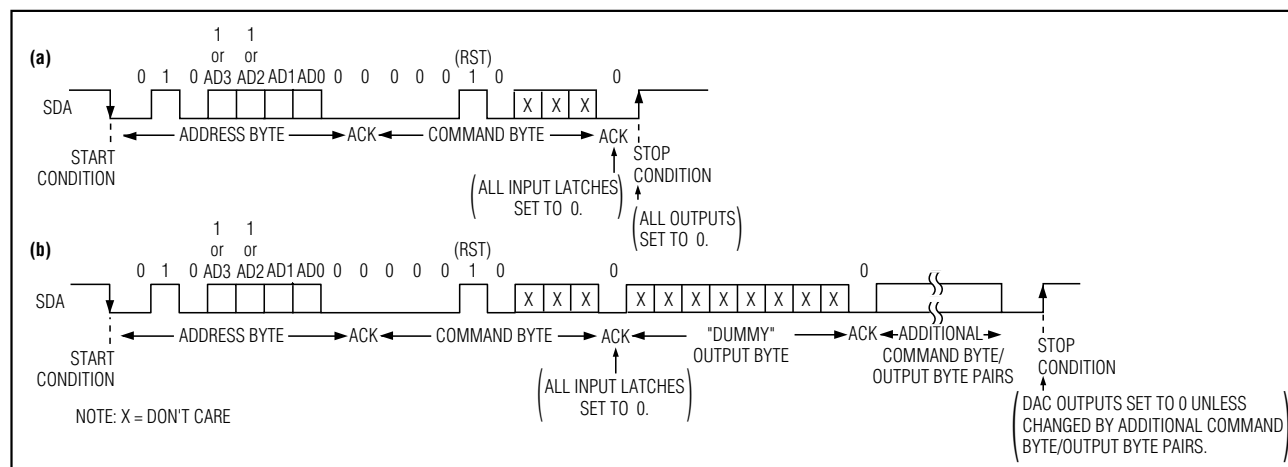 (a)
1 1
or or
0 1 0 AD3 AD2 AD1 AD0 0 0 0 0 0 1 0 0
(RST)
SDA
X X X
ADDRESS BYTE ACK COMMAND BYTE ACK
START
CONDITION
STOP
CONDITION
(ALL INPUT LATCHES
SET TO 0.)
(ALL OUTPUTS
SET TO 0.)
(b)
1 1
or or
(RST)
0 1 0 AD3 AD2 AD1 AD0 0 0 0 0 0 1 0 0 0
SDA
X X X X X X X X X X X
ADDRESS BYTE ACK COMMAND BYTE ACK "DUMMY"
OUTPUT BYTE
ACK ADDITIONAL
COMMAND BYTE/
OUTPUT BYTE PAIRS
START
CONDITION
STOP
CONDITION
(ALL INPUT LATCHES
SET TO 0.)
(DAC OUTPUTS SET TO 0 UNLESS
CHANGED BY ADDITIONAL COMMAND
BYTE/OUTPUT BYTE PAIRS.)
NOTE: X = DON'T CARE